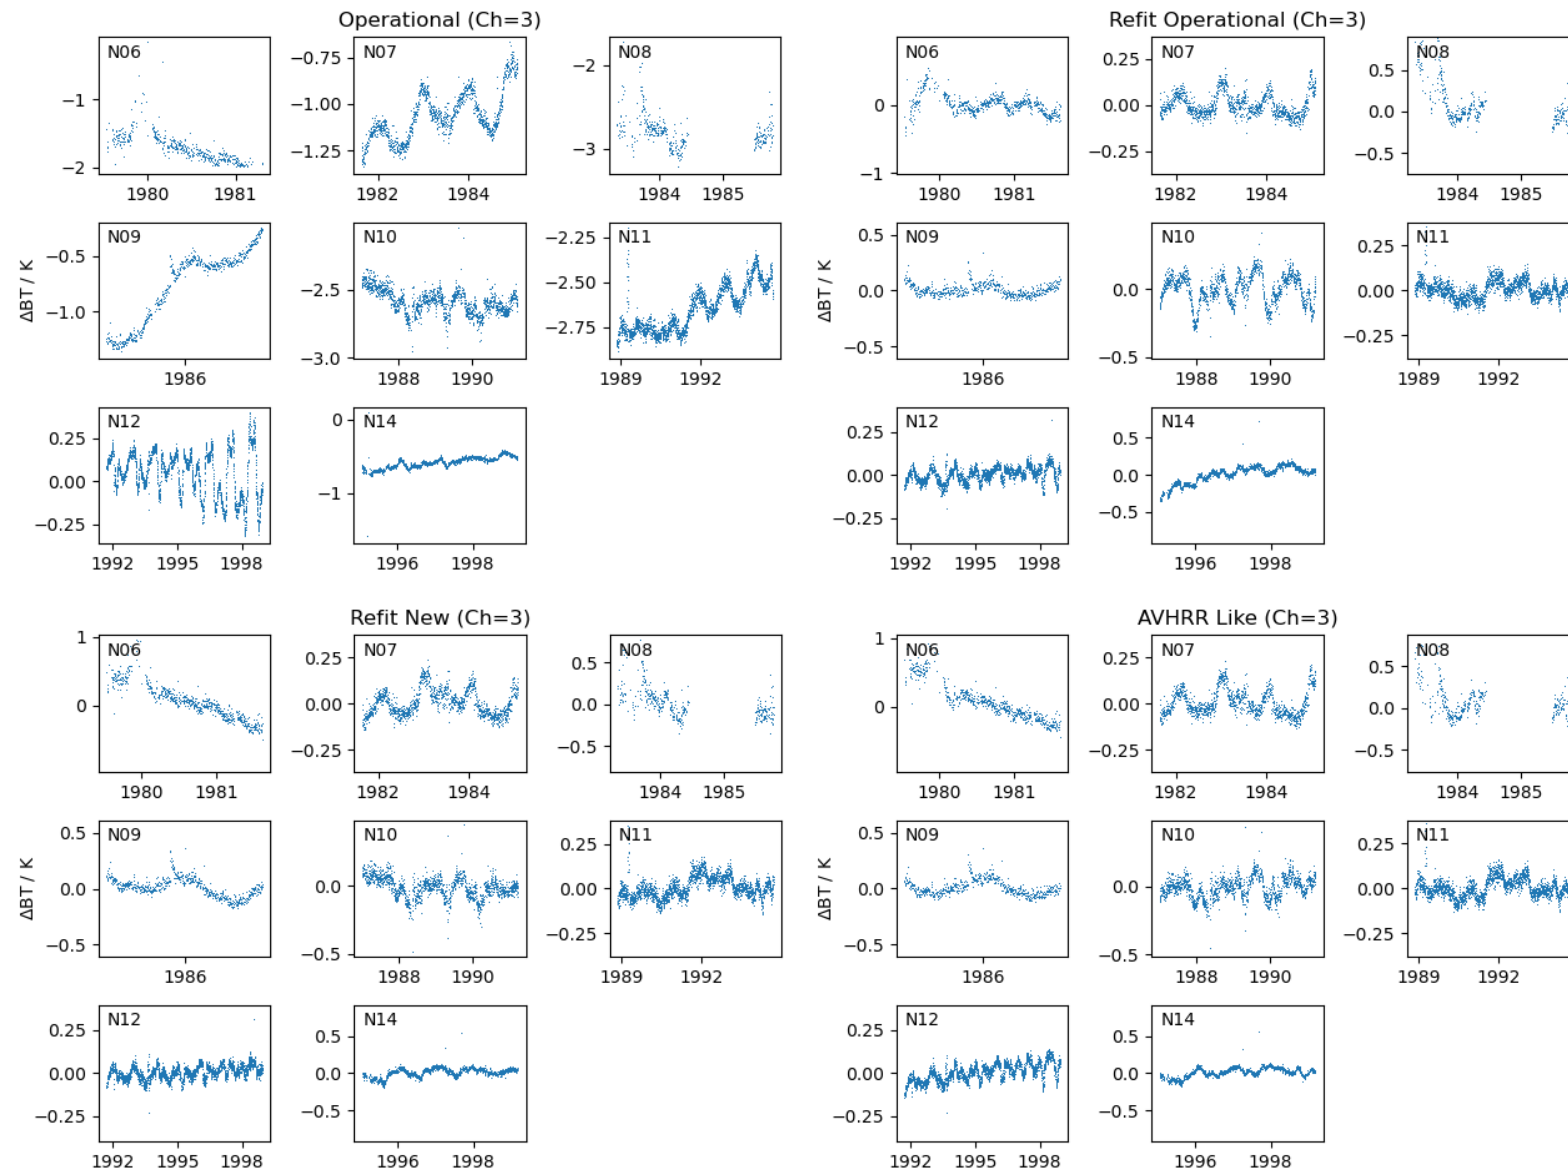 Operational (Ch=3)
N06
−1
−2
1980 1981
N07
−0.75
−1.00
−1.25
1982 1984
N08
−2
−3
1984 1985
ΔBT / K
N09
−0.5
−1.0
1986
N10
−2.5
−3.0
1988 1990
N11
−2.25
−2.50
−2.75
1989 1992
N12
0.25
0.00
−0.25
1992 1995 1998
N14
0
−1
1996 1998
Refit Operational (Ch=3)
N06
0
−1
1980 1981
N07
0.25
0.00
−0.25
1982 1984
N08
0.5
0.0
−0.5
1984 1985
ΔBT / K
N09
0.5
0.0
−0.5
1986
N10
0.0
−0.5
1988 1990
N11
0.25
0.00
−0.25
1989 1992
N12
0.25
0.00
−0.25
1992 1995 1998
N14
0.5
0.0
−0.5
1996 1998
Refit New (Ch=3)
N06
1
0
1980 1981
N07
0.25
0.00
−0.25
1982 1984
N08
0.5
0.0
−0.5
1984 1985
ΔBT / K
N09
0.5
0.0
−0.5
1986
N10
0.0
−0.5
1988 1990
N11
0.25
0.00
−0.25
1989 1992
N12
0.25
0.00
−0.25
1992 1995 1998
N14
0.5
0.0
−0.5
1996 1998
AVHRR Like (Ch=3)
N06
1
0
1980 1981
N07
0.25
0.00
−0.25
1982 1984
N08
0.5
0.0
−0.5
1984 1985
ΔBT / K
N09
0.5
0.0
−0.5
1986
N10
0.0
−0.5
1988 1990
N11
0.25
0.00
−0.25
1989 1992
N12
0.25
0.00
−0.25
1992 1995 1998
N14
0.5
0.0
−0.5
1996 1998